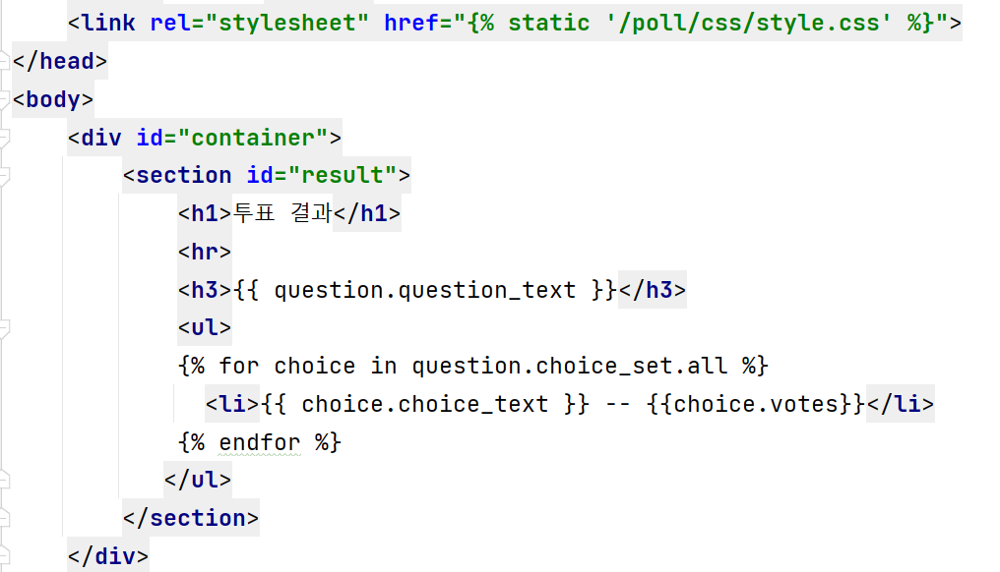 <link rel="stylesheet" href="{% static '/poll/css/style.css' %}">
</head>
<body>
<div id="container">
<section id="result">
<h1>투표 결과</h1>
<hr>
<h3>{{ question.question_text }}</h3>
<ul>
{% for choice in question.choice_set.all %}
<li>{{ choice.choice_text }} -- {{choice.votes}}</li>
{% endfor %}
</ul>
</section>
</div>